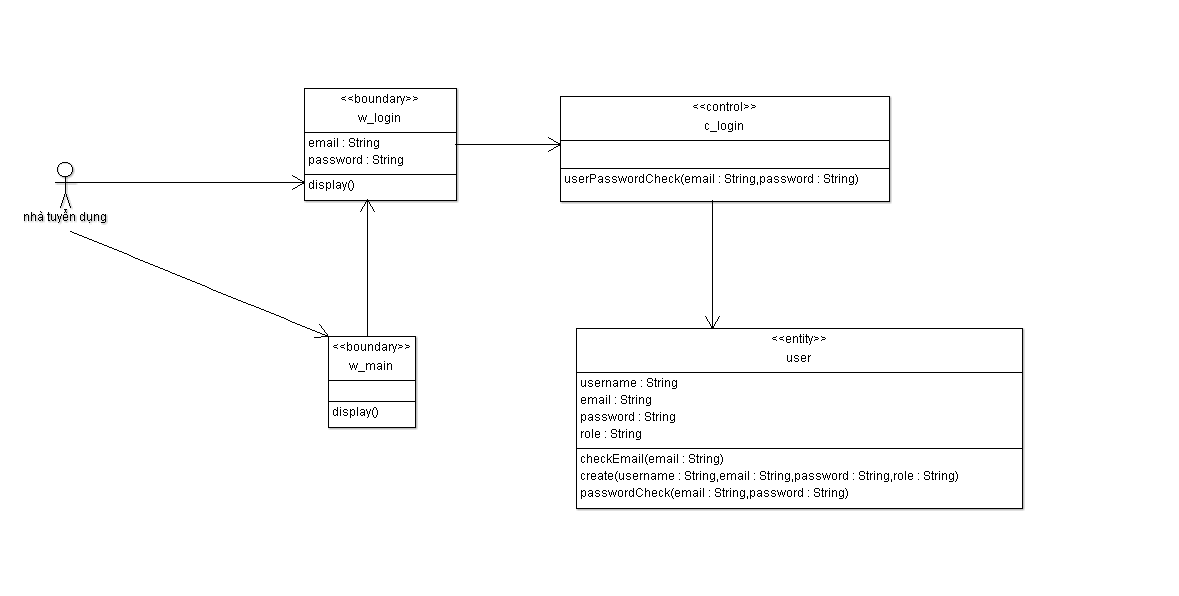 <<boundary>>
w_login
email : String
password : String
display()
<<control>>
c_login
userPasswordCheck(email : String,password : String)
nhà tuyển dụng
<<boundary>>
w_main
display()
<<entity>>
user
username : String
email : String
password : String
role : String
checkEmail(email : String)
create(username : String,email : String,password : String,role : String)
passwordCheck(email : String,password : String)